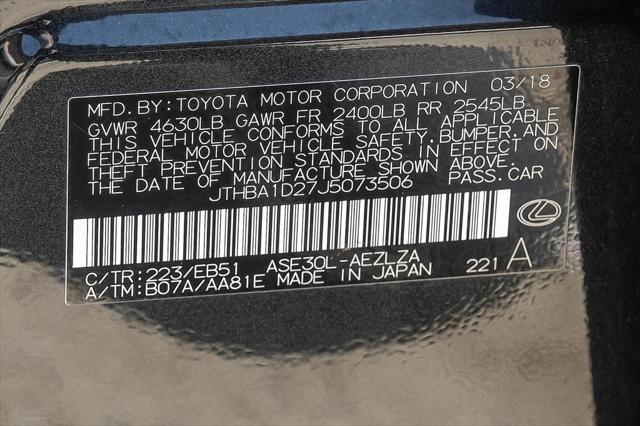 MFD.BY:TOYOTA MOTOR CORPORATION 03/18
GVWR 4630LB GAWR FR 2400LB RR 2545LB
THIS VEHICLE CONFORMS TO ALL APPLICABLE
FEDERAL MOTOR VEHICLE SAFETY,BUMPER,AND
THEFT PREVENTION STANDARDS IN EFFECT ON
THE DATE OF MANUFACTURE SHOWN ABOVE.
JTHBA1D27J5073506 PASS.CAR
C/TR:223/EB51 ASE30L-AEZLZA
A/TM:B07A/AA81E MADE IN JAPAN 221 A